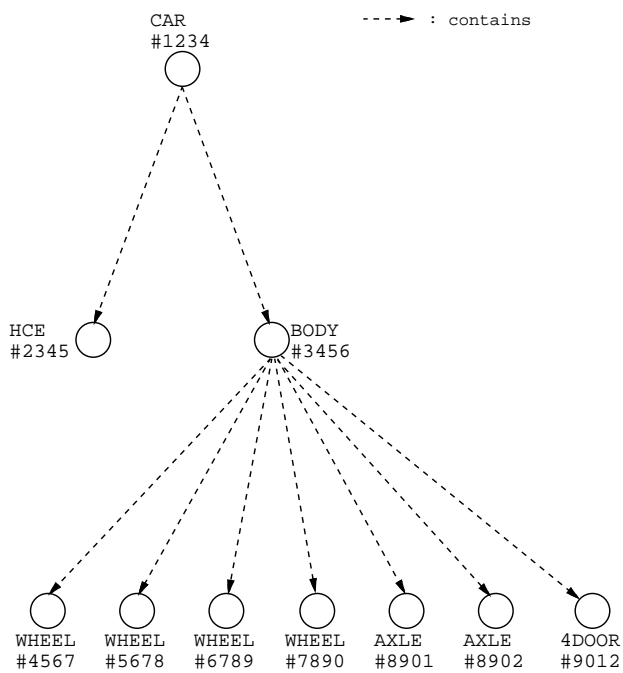 CAR
#1234
: contains
HCE
#2345
BODY
#3456
WHEEL
#4567
WHEEL
#5678
WHEEL
#6789
WHEEL
#7890
AXLE
#8901
AXLE
#8902
4DOOR
#9012